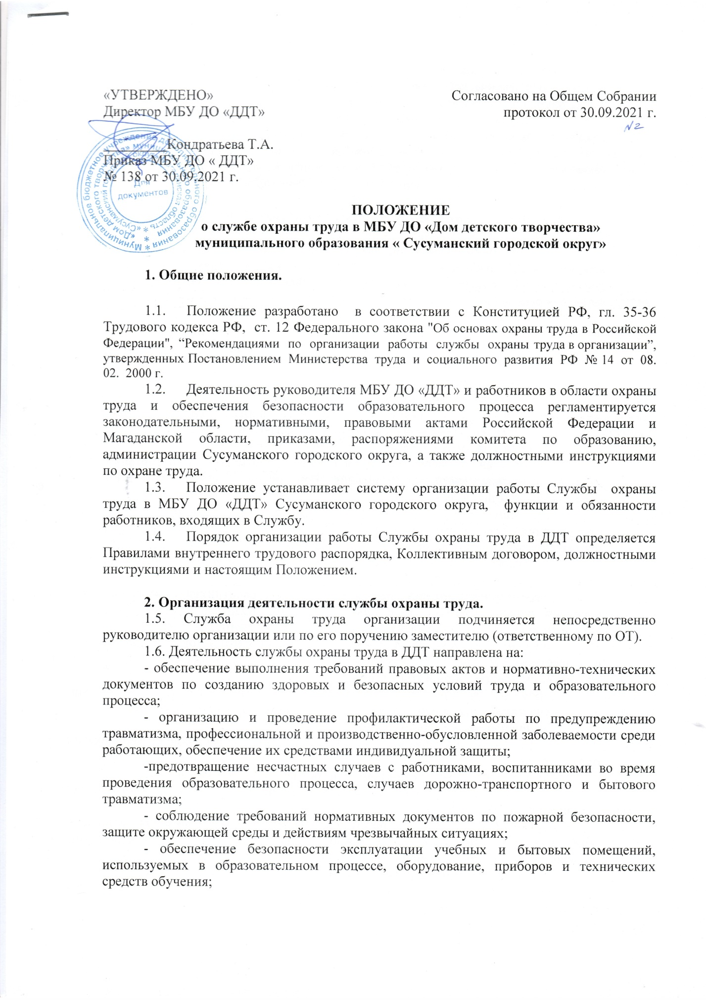 «УТВЕРЖДЕНО»
Директор МБУ ДО «ДДТ»
Согласовано на Общем Собрании
протокол от 30.09.2021 г.
№2
_________Кондратьева Т.А.
Приказ МБУ ДО « ДДТ»
№ 138 от 30.09.2021 г.
Муниципальное бюджетное учреждение дополнительного образования
«Дом детского творчества» муниципального образования
«Сусуманский городской округ» Магаданская область
Для
документов
ПОЛОЖЕНИЕ
о службе охраны труда в МБУ ДО «Дом детского творчества»
муниципального образования « Сусуманский городской округ»
1. Общие положения.
1.1. Положение разработано в соответствии с Конституцией РФ, гл. 35-36
Трудового кодекса РФ, ст. 12 Федерального закона "Об основах охраны труда в Российской
Федерации", “Рекомендациями по организации работы службы охраны труда в организации”,
утвержденных Постановлением Министерства труда и социального развития РФ № 14 от 08.
02. 2000 г.
1.2. Деятельность руководителя МБУ ДО «ДДТ» и работников в области охраны
труда и обеспечения безопасности образовательного процесса регламентируется
законодательными, нормативными, правовыми актами Российской Федерации и
Магаданской области, приказами, распоряжениями комитета по образованию,
администрации Сусуманского городского округа, а также должностными инструкциями
по охране труда.
1.3. Положение устанавливает систему организации работы Службы охраны
труда в МБУ ДО «ДДТ» Сусуманского городского округа, функции и обязанности
работников, входящих в Службу.
1.4. Порядок организации работы Службы охраны труда в ДДТ определяется
Правилами внутреннего трудового распорядка, Коллективным договором, должностными
инструкциями и настоящим Положением.
2. Организация деятельности службы охраны труда.
1.5. Служба охраны труда организации подчиняется непосредственно
руководителю организации или по его поручению заместителю (ответственному по ОТ).
1.6. Деятельность службы охраны труда в ДДТ направлена на:
- обеспечение выполнения требований правовых актов и нормативно-технических
документов по созданию здоровых и безопасных условий труда и образовательного
процесса;
- организацию и проведение профилактической работы по предупреждению
травматизма, профессиональной и производственно-обусловленной заболеваемости среди
работающих, обеспечение их средствами индивидуальной защиты;
-предотвращение несчастных случаев с работниками, воспитанниками во время
проведения образовательного процесса, случаев дорожно-транспортного и бытового
травматизма;
- соблюдение требований нормативных документов по пожарной безопасности,
защите окружающей среды и действиям чрезвычайных ситуациях;
- обеспечение безопасности эксплуатации учебных и бытовых помещений,
используемых в образовательном процессе, оборудование, приборов и технических
средств обучения;